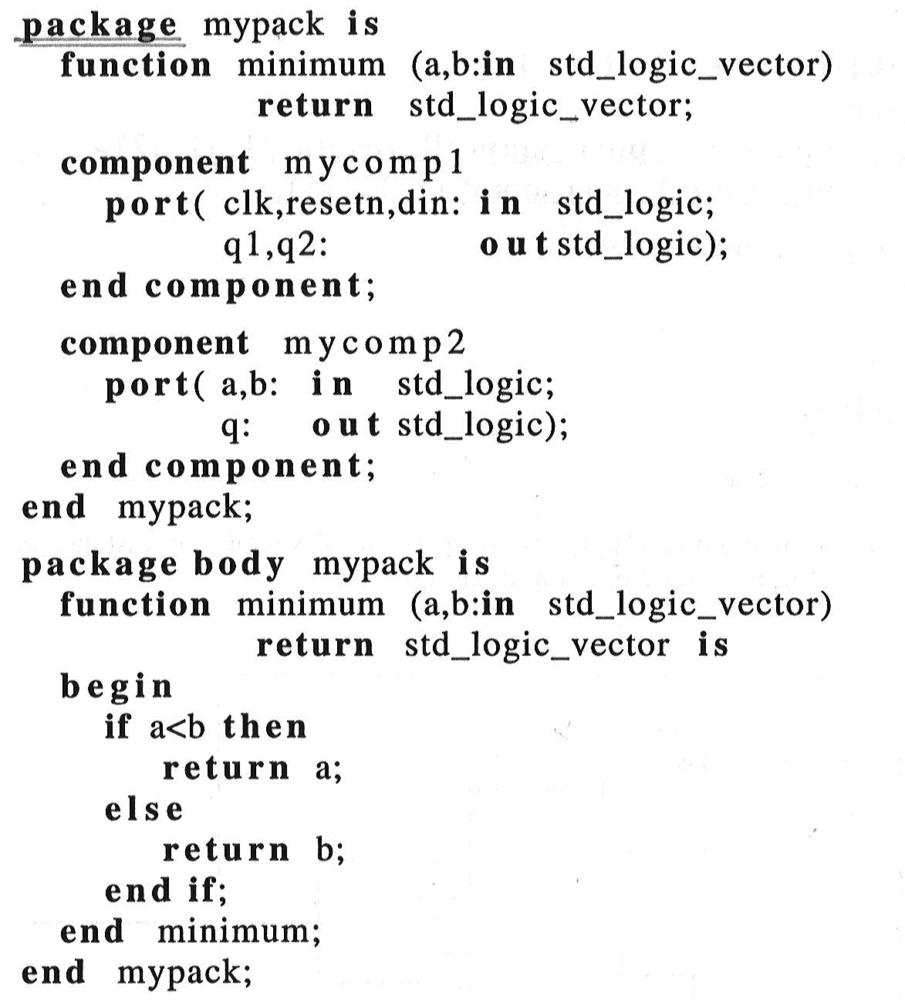 package mypack is
function minimum (a,b:in std_logic_vector)
return std_logic_vector;
component mycomp1
port( clk,resetn,din: in std_logic;
q1,q2: out std_logic);
end component;
component mycomp2
port( a,b: in std_logic;
q: out std_logic);
end component;
end mypack;
package body mypack is
function minimum (a,b:in std_logic_vector)
return std_logic_vector is
begin
if a<b then
return a;
else
return b;
end if;
end minimum;
end mypack;